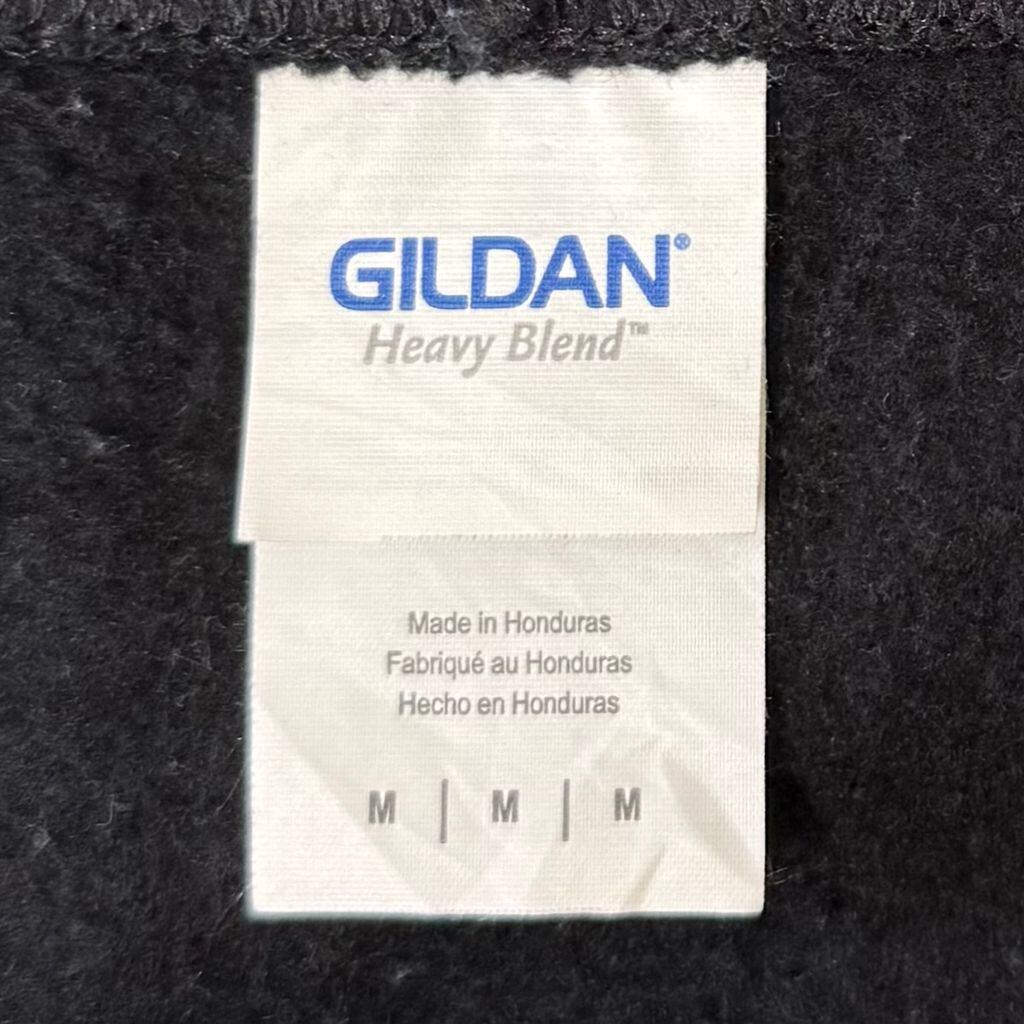 GILDAN®
Heavy Blend™
Made in Honduras
Fabriqué au Honduras
Hecho en Honduras
M | M | M